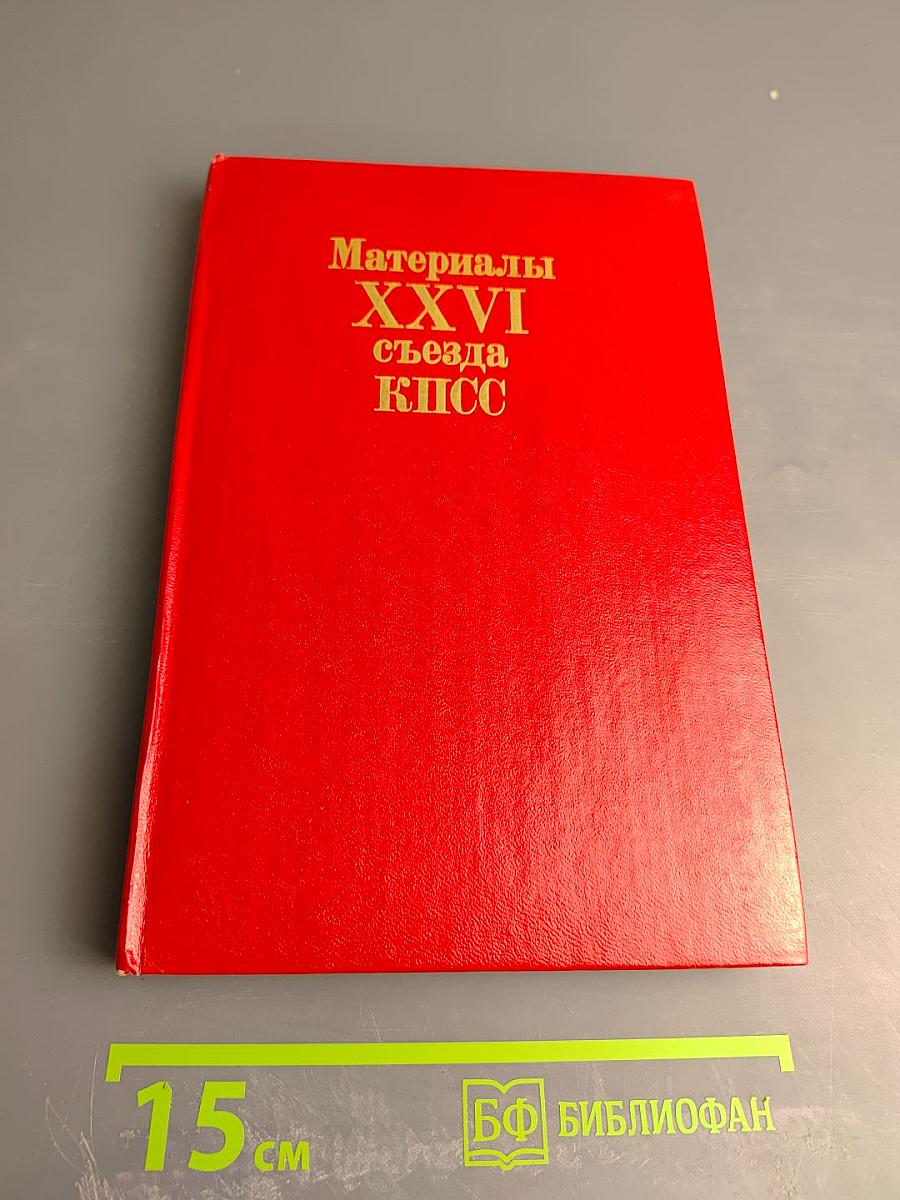 Материалы
XXVI
съезда
КПСС
15 см
БФ БИБЛИОФАН